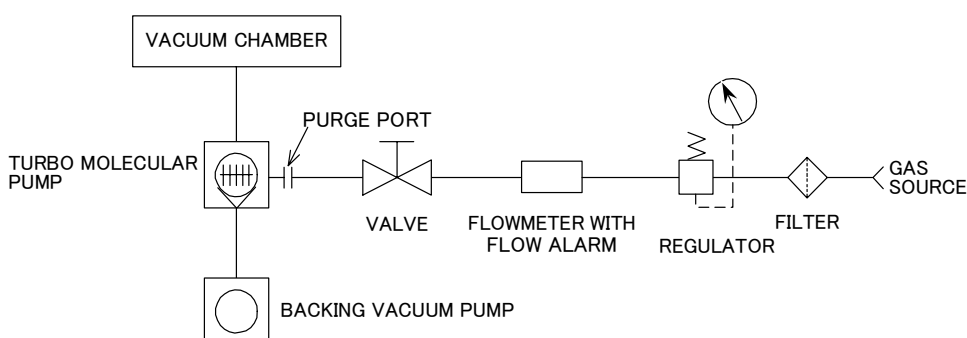 VACUUM CHAMBER
PURGE PORT
TURBO MOLECULAR
PUMP
VALVE
FLOWMETER WITH
FLOW ALARM
REGULATOR
FILTER
GAS
SOURCE
BACKING VACUUM PUMP